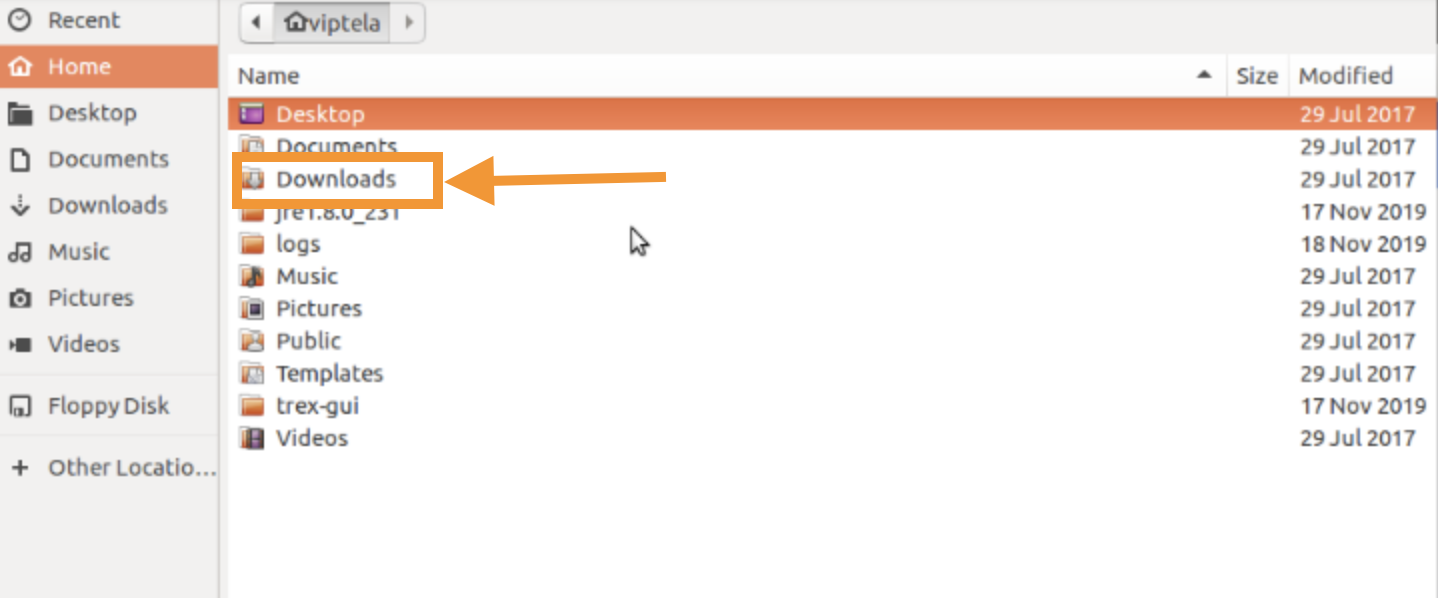 Recent
Home
Desktop
Documents
Downloads
Music
Pictures
Videos
Floppy Disk
Other Locatio...
viptela
Name Size Modified
Desktop 29 Jul 2017
Documents 29 Jul 2017
Downloads 29 Jul 2017
jre1.8.0_231 17 Nov 2019
logs 18 Nov 2019
Music 29 Jul 2017
Pictures 29 Jul 2017
Public 29 Jul 2017
Templates 29 Jul 2017
trex-gui 17 Nov 2019
Videos 29 Jul 2017